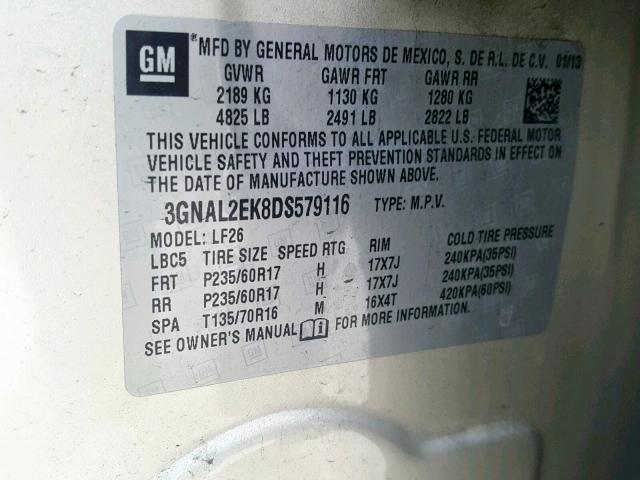 GM
MFD BY GENERAL MOTORS DE MEXICO, S. DE R.L. DE C.V. 01/13
GVWR GAWR FRT GAWR RR
2189 KG 1130 KG 1280 KG
4825 LB 2491 LB 2822 LB
THIS VEHICLE CONFORMS TO ALL APPLICABLE U.S. FEDERAL MOTOR
VEHICLE SAFETY AND THEFT PREVENTION STANDARDS IN EFFECT ON
THE DATE OF MANUFACTURE SHOWN ABOVE.
3GNAL2EK8DS579116 TYPE: M.P.V.
MODEL: LF26
LBC5 TIRE SIZE SPEED RTG RIM COLD TIRE PRESSURE
FRT P235/60R17 H 17X7J 240KPA(35PSI)
RR P235/60R17 H 17X7J 240KPA(35PSI)
SPA T135/70R16 M 16X4T 420KPA(60PSI)
SEE OWNER'S MANUAL FOR MORE INFORMATION.
GM